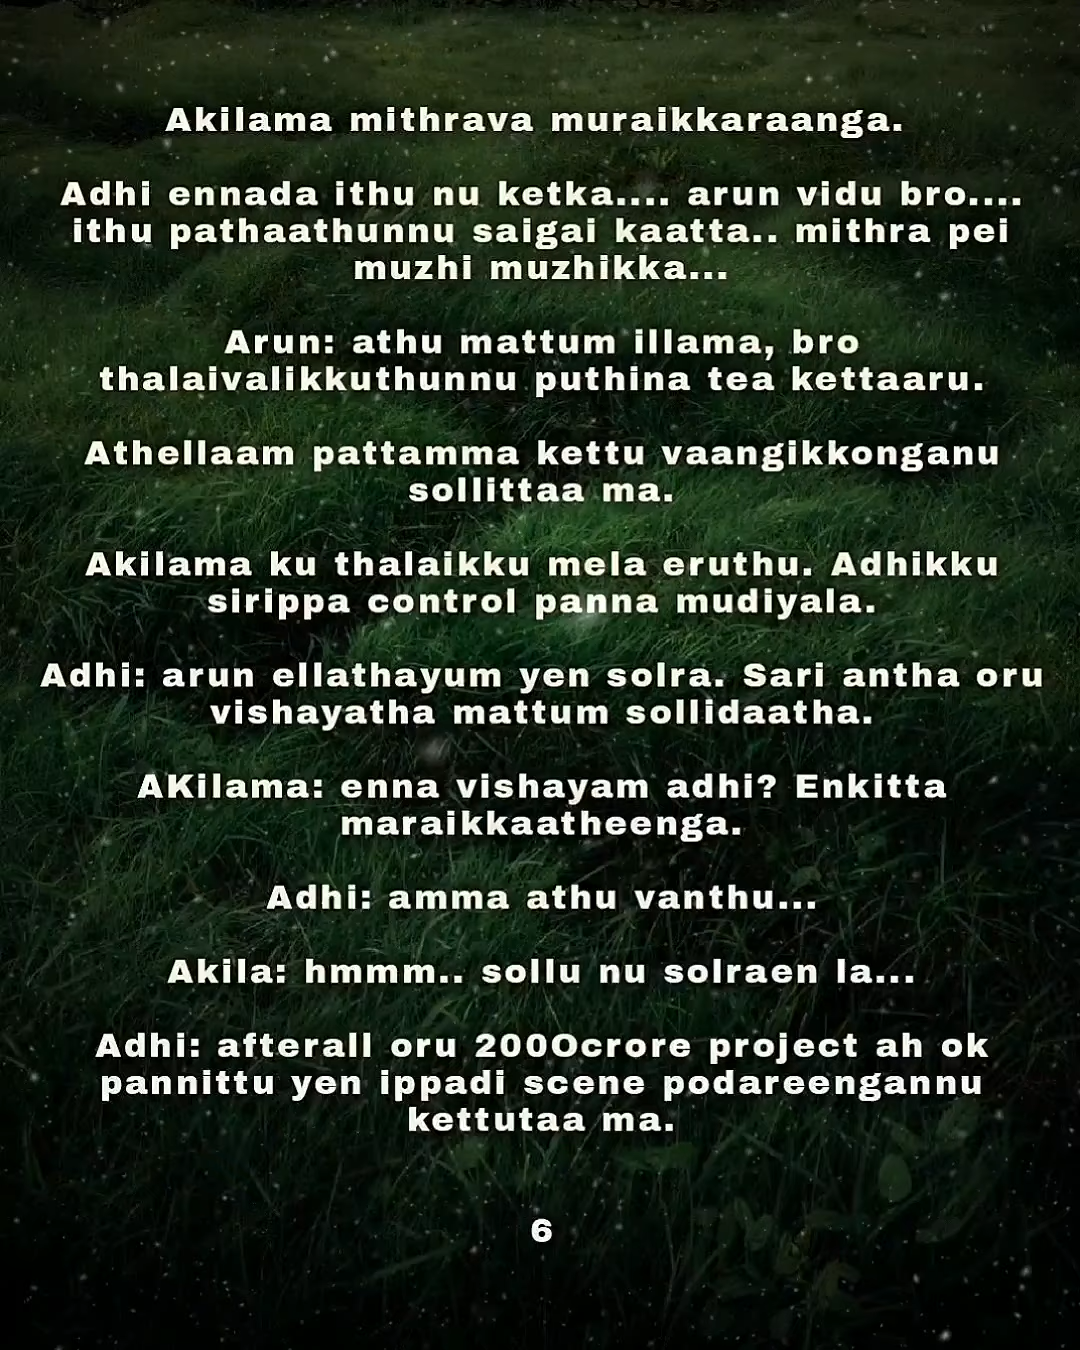 Akilama mithrava muraikkaraanga.
Adhi ennada ithu nu ketka.... arun vidu bro....
ithu pathaathunnu saigai kaatta.. mithra pei
muzhi muzhikka...
Arun: athu mattum illama, bro
thalaivalikkuthunnu puthina tea kettaaru.
Athellaam pattamma kettu vaangikkonganu
sollittaa ma.
Akilama ku thalaikku mela eruthu. Adhikku
sirippa control panna mudiyala.
Adhi: arun ellathayum yen solra. Sari antha oru
vishayatha mattum sollidaatha.
AKilama: enna vishayam adhi? Enkitta
maraikkaatheenga.
Adhi: amma athu vanthu...
Akila: hmmm.. sollu nu solraen la...
Adhi: afterall oru 200Ocrore project ah ok
pannittu yen ippadi scene podareengannu
kettutaa ma.
6